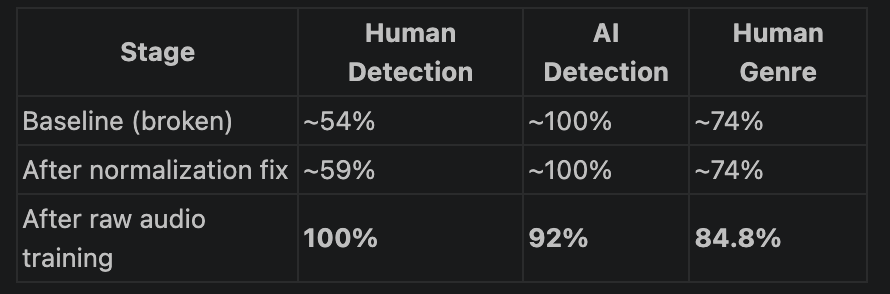 Stage
Human
Detection
AI
Detection
Human
Genre
Baseline (broken)
~54%
~100%
~74%
After normalization fix
~59%
~100%
~74%
After raw audio
training
100%
92%
84.8%